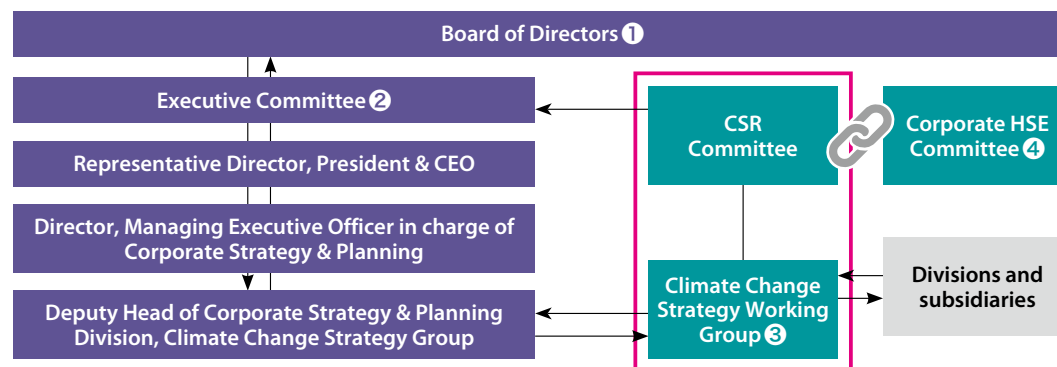 Board of Directors ❶
Executive Committee ❷
Representative Director, President & CEO
Director, Managing Executive Officer in charge of
Corporate Strategy & Planning
Deputy Head of Corporate Strategy & Planning
Division, Climate Change Strategy Group
CSR
Committee
Corporate HSE
Committee ❹
Climate Change
Strategy Working
Group ❸
Divisions and
subsidiaries